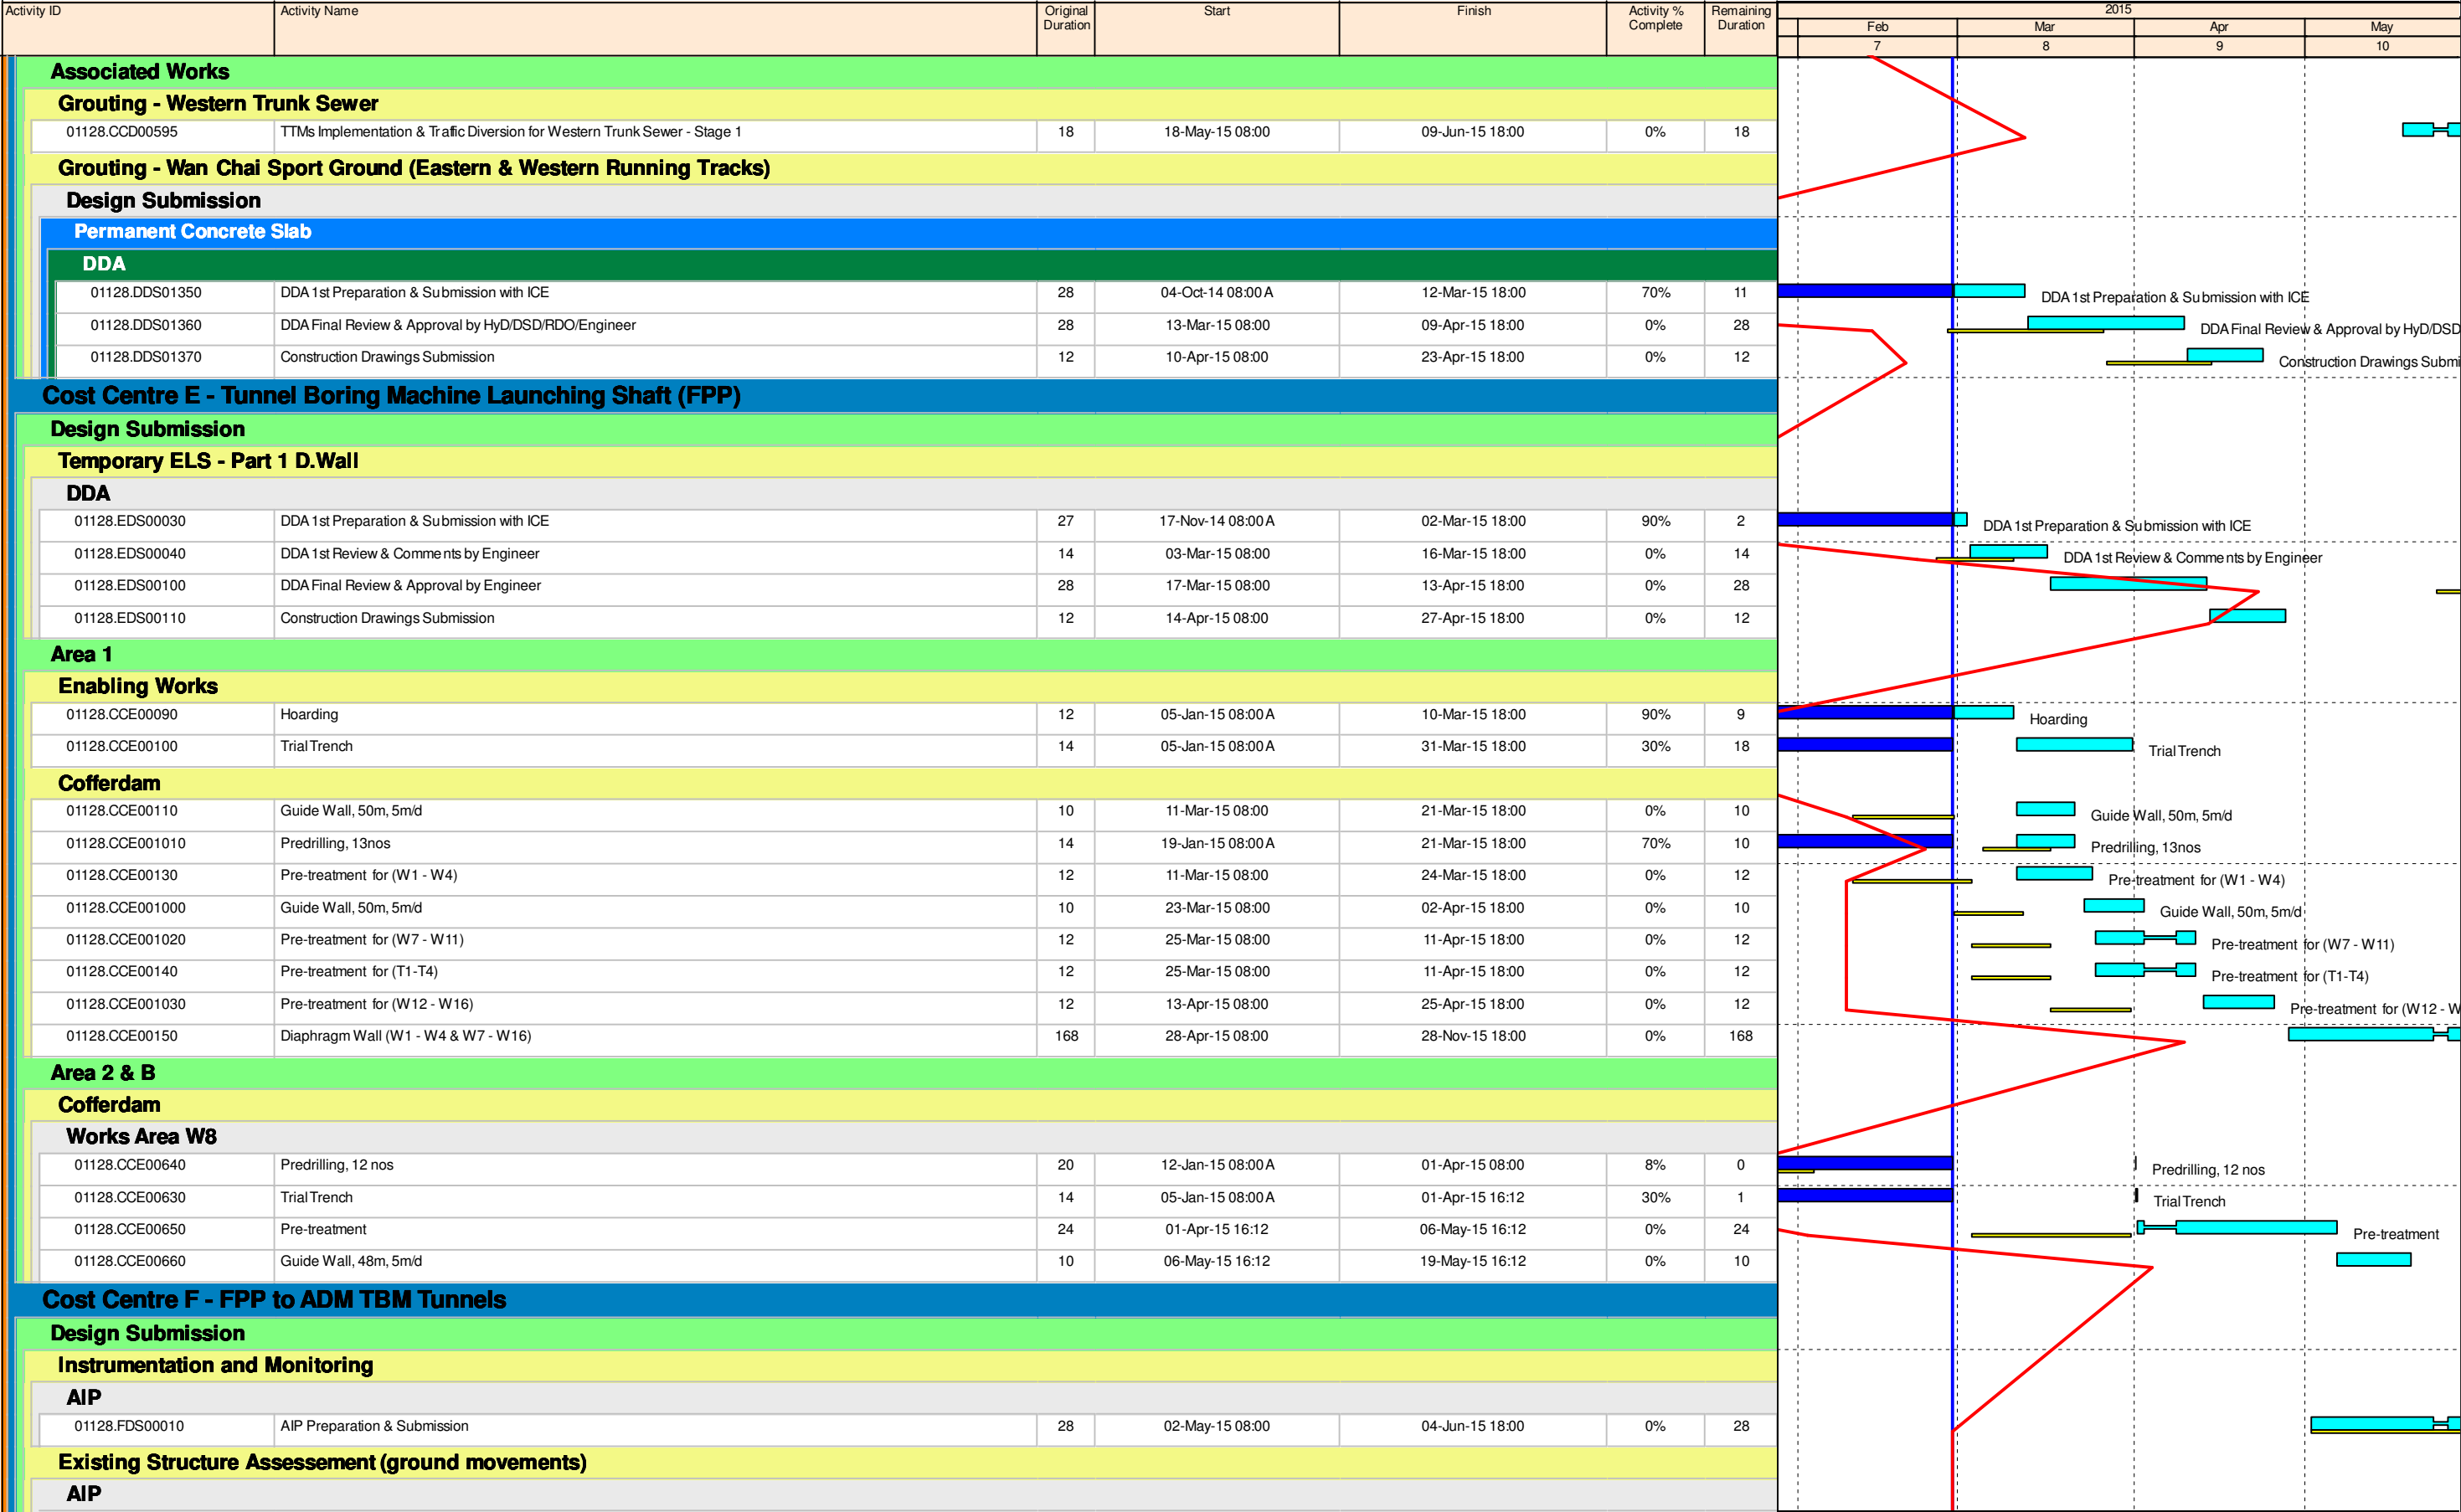 Activity ID Activity Name Original Duration Start Finish Activity % Complete Remaining Duration 2015
Feb Mar Apr May
7 8 9 10
Associated Works
Grouting - Western Trunk Sewer
01128.CCD00595 TTMs Implementation & Traffic Diversion for Western Trunk Sewer - Stage 1 18 18-May-15 08:00 09-Jun-15 18:00 0% 18
Grouting - Wan Chai Sport Ground (Eastern & Western Running Tracks)
Design Submission
Permanent Concrete Slab
DDA
01128.DDS01350 DDA 1st Preparation & Submission with ICE 28 04-Oct-14 08:00 A 12-Mar-15 18:00 70% 11 DDA 1st Preparation & Submission with ICE
01128.DDS01360 DDA Final Review & Approval by HyD/DSD/RDO/Engineer 28 13-Mar-15 08:00 09-Apr-15 18:00 0% 28 DDA Final Review & Approval by HyD/DSD
01128.DDS01370 Construction Drawings Submission 12 10-Apr-15 08:00 23-Apr-15 18:00 0% 12 Construction Drawings Submi
Cost Centre E - Tunnel Boring Machine Launching Shaft (FPP)
Design Submission
Temporary ELS - Part 1 D.Wall
DDA
01128.EDS00030 DDA 1st Preparation & Submission with ICE 27 17-Nov-14 08:00 A 02-Mar-15 18:00 90% 2 DDA 1st Preparation & Submission with ICE
01128.EDS00040 DDA 1st Review & Comments by Engineer 14 03-Mar-15 08:00 16-Mar-15 18:00 0% 14 DDA 1st Review & Comments by Engineer
01128.EDS00100 DDA Final Review & Approval by Engineer 28 17-Mar-15 08:00 13-Apr-15 18:00 0% 28
01128.EDS00110 Construction Drawings Submission 12 14-Apr-15 08:00 27-Apr-15 18:00 0% 12
Area 1
Enabling Works
01128.CCE00090 Hoarding 12 05-Jan-15 08:00 A 10-Mar-15 18:00 90% 9 Hoarding
01128.CCE00100 Trial Trench 14 05-Jan-15 08:00 A 31-Mar-15 18:00 30% 18 Trial Trench
Cofferdam
01128.CCE00110 Guide Wall, 50m, 5m/d 10 11-Mar-15 08:00 21-Mar-15 18:00 0% 10 Guide Wall, 50m, 5m/d
01128.CCE001010 Predrilling, 13nos 14 19-Jan-15 08:00 A 21-Mar-15 18:00 70% 10 Predrilling, 13nos
01128.CCE00130 Pre-treatment for (W1 - W4) 12 11-Mar-15 08:00 24-Mar-15 18:00 0% 12 Pre-treatment for (W1 - W4)
01128.CCE001000 Guide Wall, 50m, 5m/d 10 23-Mar-15 08:00 02-Apr-15 18:00 0% 10 Guide Wall, 50m, 5m/d
01128.CCE001020 Pre-treatment for (W7 - W11) 12 25-Mar-15 08:00 11-Apr-15 18:00 0% 12 Pre-treatment for (W7 - W11)
01128.CCE00140 Pre-treatment for (T1-T4) 12 25-Mar-15 08:00 11-Apr-15 18:00 0% 12 Pre-treatment for (T1-T4)
01128.CCE001030 Pre-treatment for (W12 - W16) 12 13-Apr-15 08:00 25-Apr-15 18:00 0% 12 Pre-treatment for (W12 - W
01128.CCE00150 Diaphragm Wall (W1 - W4 & W7 - W16) 168 28-Apr-15 08:00 28-Nov-15 18:00 0% 168
Area 2 & B
Cofferdam
Works Area W8
01128.CCE00640 Predrilling, 12 nos 20 12-Jan-15 08:00 A 01-Apr-15 08:00 8% 0 Predrilling, 12 nos
01128.CCE00630 Trial Trench 14 05-Jan-15 08:00 A 01-Apr-15 16:12 30% 1 Trial Trench
01128.CCE00650 Pre-treatment 24 01-Apr-15 16:12 06-May-15 16:12 0% 24 Pre-treatment
01128.CCE00660 Guide Wall, 48m, 5m/d 10 06-May-15 16:12 19-May-15 16:12 0% 10
Cost Centre F - FPP to ADM TBM Tunnels
Design Submission
Instrumentation and Monitoring
AIP
01128.FDS00010 AIP Preparation & Submission 28 02-May-15 08:00 04-Jun-15 18:00 0% 28
Existing Structure Assessement (ground movements)
AIP